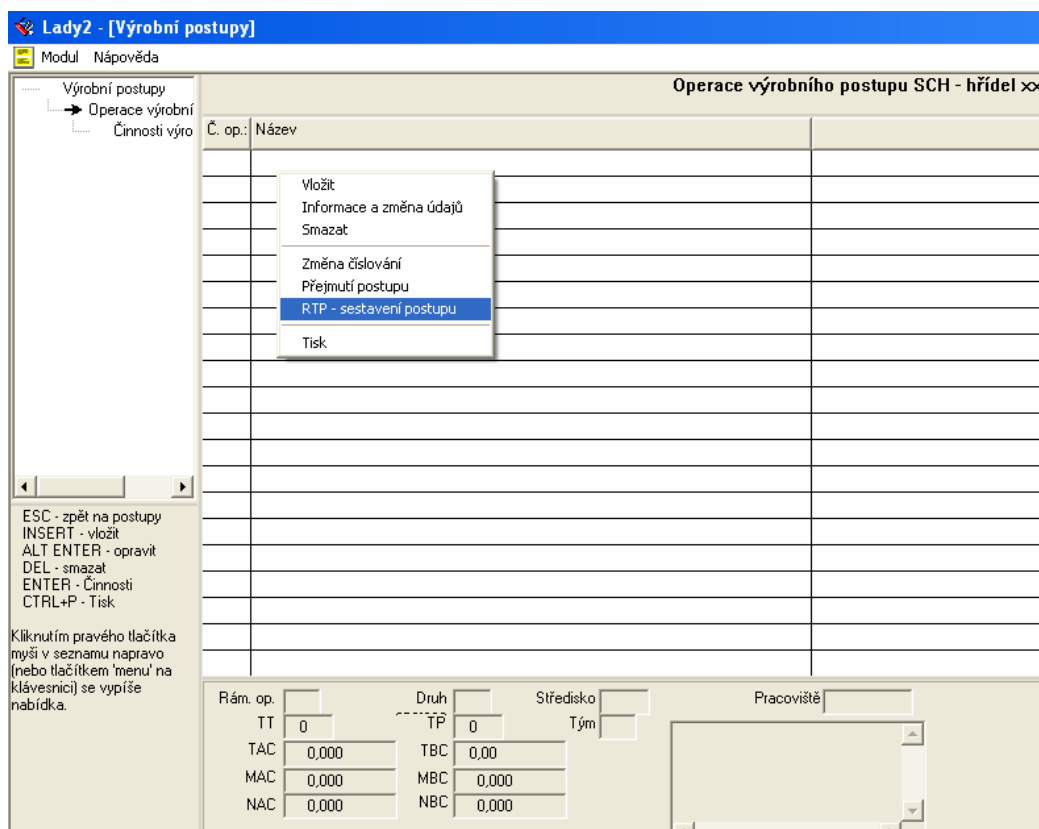 Lady2 - [Výrobní postupy]
Modul Nápověda
Výrobní postupy
Operace výrobní
Činnosti výro
Operace výrobního postupu SCH - hřídel xx
Č. op.: Název
Vložit
Informace a změna údajů
Smazat
Změna číslování
Přejmutí postupu
RTP - sestavení postupu
Tisk
ESC - zpět na postupy
INSERT - vložit
ALT ENTER - opravit
DEL - smazat
ENTER - Činnosti
CTRL+P - Tisk
Kliknutím pravého tlačítka
myši v seznamu napravo
(nebo tlačítkem 'menu' na
klávesnici) se vypíše
nabídka.
Rám. op. Druh Středisko Pracoviště
TT 0 TP 0 Tým
TAC 0,000 TBC 0,00
MAC 0,000 MBC 0,000
NAC 0,000 NBC 0,000